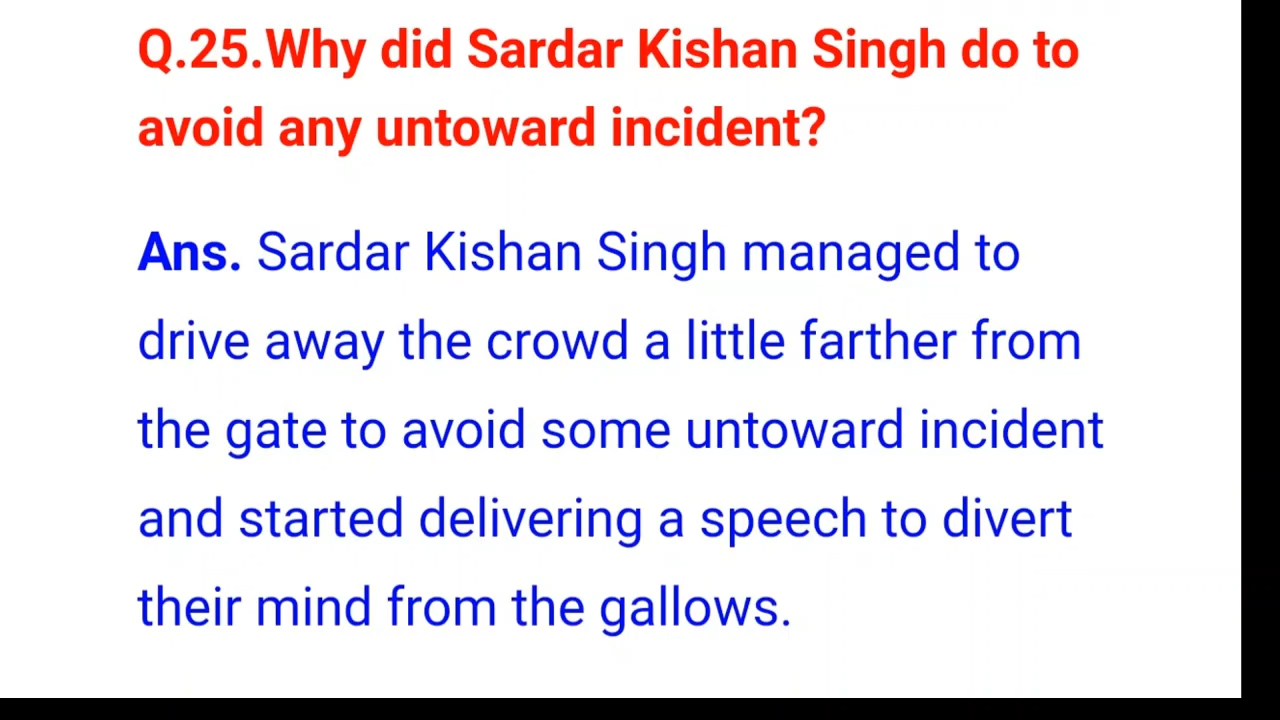 Q.25.Why did Sardar Kishan Singh do to
avoid any untoward incident?
Ans. Sardar Kishan Singh managed to
drive away the crowd a little farther from
the gate to avoid some untoward incident
and started delivering a speech to divert
their mind from the gallows.